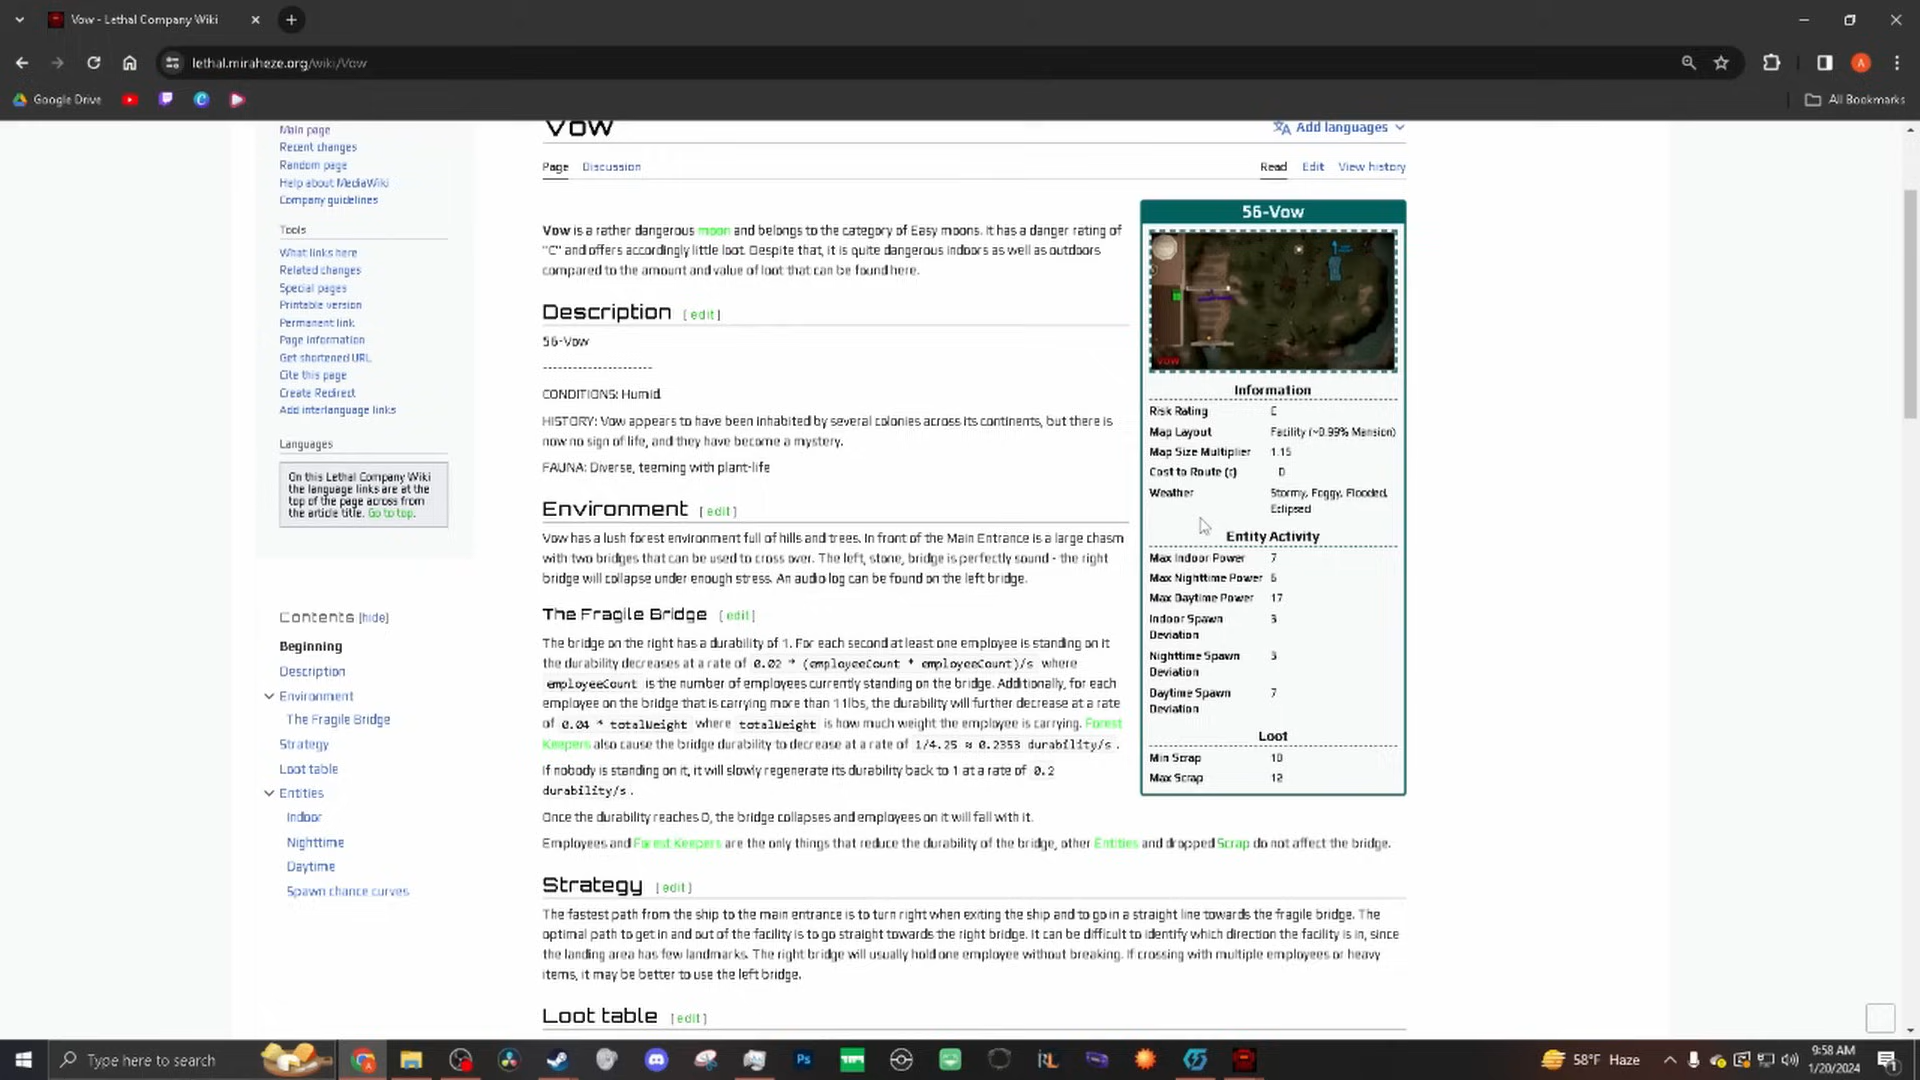 Vow - Lethal Company Wiki
lethal.miraheze.org/wiki/Vow
A
Google Drive
All Bookmarks
Main page
Recent changes
Random page
Help about MediaWiki
Company guidelines
Tools
What links here
Related changes
Special pages
Printable version
Permanent link
Page information
Get shortened URL
Cite this page
Create Redirect
Add interlanguage links
Languages
On this Lethal Company Wiki
the language links are at the
top of the page across from
the article title. Go to top.
Contents [hide]
Beginning
Description
Environment
The Fragile Bridge
Strategy
Loot table
Entities
Indoor
Nighttime
Daytime
Spawn chance curves
Vow
Add languages
Page Discussion
Read Edit View history
Vow is a rather dangerous moon and belongs to the category of Easy moons. It has a danger rating of
"C" and offers accordingly little loot. Despite that, it is quite dangerous indoors as well as outdoors
compared to the amount and value of loot that can be found here.
Description [ edit ]
56-Vow
----------------------
CONDITIONS: Humid.
HISTORY: Vow appears to have been inhabited by several colonies across its continents, but there is
now no sign of life, and they have become a mystery.
FAUNA: Diverse, teeming with plant-life
Environment [ edit ]
Vow has a lush forest environment full of hills and trees. In front of the Main Entrance is a large chasm
with two bridges that can be used to cross over. The left, stone, bridge is perfectly sound - the right
bridge will collapse under enough stress. An audio log can be found on the left bridge.
The Fragile Bridge [ edit ]
The bridge on the right has a durability of 1. For each second at least one employee is standing on it
the durability decreases at a rate of 0.02 * (employeeCount * employeeCount)/s where
employeeCount is the number of employees currently standing on the bridge. Additionally, for each
employee on the bridge that is carrying more than 11lbs, the durability will further decrease at a rate
of 0.04 * totalWeight where totalWeight is how much weight the employee is carrying. Forest
Keepers also cause the bridge durability to decrease at a rate of 1/4.25 ≈ 0.2353 durability/s .
If nobody is standing on it, it will slowly regenerate its durability back to 1 at a rate of 0.2
durability/s .
Once the durability reaches 0, the bridge collapses and employees on it will fall with it.
Employees and Forest Keepers are the only things that reduce the durability of the bridge, other Entities and dropped Scrap do not affect the bridge.
Strategy [ edit ]
The fastest path from the ship to the main entrance is to turn right when exiting the ship and to go in a straight line towards the fragile bridge. The
optimal path to get in and out of the facility is to go straight towards the right bridge. It can be difficult to identify which direction the facility is in, since
the landing area has few landmarks. The right bridge will usually hold one employee without breaking. If crossing with multiple employees or heavy
items, it may be better to use the left bridge.
Loot table [ edit ]
56-Vow
VOW
Information
Risk Rating C
Map Layout Facility (~0.99% Mansion)
Map Size Multiplier 1.15
Cost to Route (c) 0
Weather Stormy, Foggy, Flooded,
Eclipsed
Entity Activity
Max Indoor Power 7
Max Nighttime Power 6
Max Daytime Power 17
Indoor Spawn 3
Deviation
Nighttime Spawn 3
Deviation
Daytime Spawn 7
Deviation
Loot
Min Scrap 10
Max Scrap 12
Type here to search
Ps
58°F Haze
9:58 AM
1/20/2024